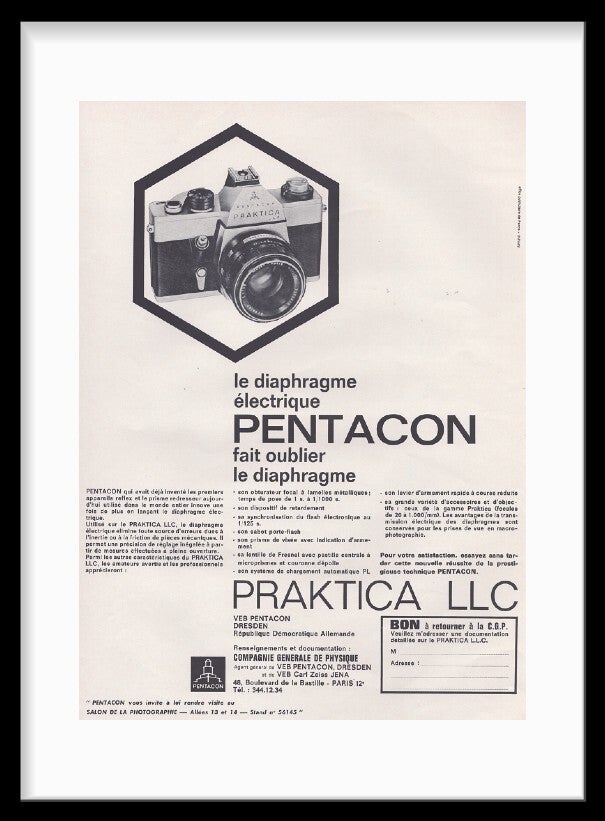 PENTACON
PRAKTICA
LLC
le diaphragme
électrique
PENTACON
fait oublier
le diaphragme
PENTACON qui avait déjà inventé les premiers
appareils reflex et le prisme redresseur aujour-
d'hui utilisé dans le monde entier innove une
fois de plus en lançant le diaphragme élec-
trique.
Utilisé sur le PRAKTICA LLC, le diaphragme
électrique élimine toute source d'erreurs dues à
l'inertie ou à la friction de pièces mécaniques. Il
permet une précision de réglage inégalée à par-
tir de mesures effectuées à pleine ouverture.
Parmi les autres caractéristiques du PRAKTICA
LLC, les amateurs avertis et les professionnels
apprécieront :
- son obturateur focal à lamelles métalliques ;
temps de pose de 1 s. à 1/1000 s.
- son dispositif de retardement
- sa synchronisation du flash électronique au
1/125 s.
- son sabot porte-flash
- son prisme de visée avec indication d'arme-
ment
- sa lentille de Fresnel avec pastille centrale à
microprismes et couronne dépolie
- son système de chargement automatique PL
- son levier d'armement rapide à course réduite
- sa grande variété d'accessoires et d'objec-
tifs : ceux de la gamme Praktica (focales
de 20 à 1.000/mm). Les avantages de la trans-
mission électrique des diaphragmes sont
conservés pour les prises de vue en macro-
photographie.
Pour votre satisfaction, essayez sans tar-
der cette nouvelle réussite de la presti-
gieuse technique PENTACON.
PRAKTICA LLC
VEB PENTACON
DRESDEN
République Démocratique Allemande
Renseignements et documentation :
COMPAGNIE GENERALE DE PHYSIQUE
Agent général de VEB PENTACON, DRESDEN
et de VEB Carl Zeiss JENA
48, Boulevard de la Bastille - PARIS 12e
Tél. : 344.12.34
BON à retourner à la C.G.P.
Veuillez m'adresser une documentation
détaillée sur le PRAKTICA L.L.C.
M
Adresse :
PENTACON
" PENTACON vous invite à lui rendre visite au
SALON DE LA PHOTOGRAPHIE — Allées 13 et 14 — Stand n° 56145 "